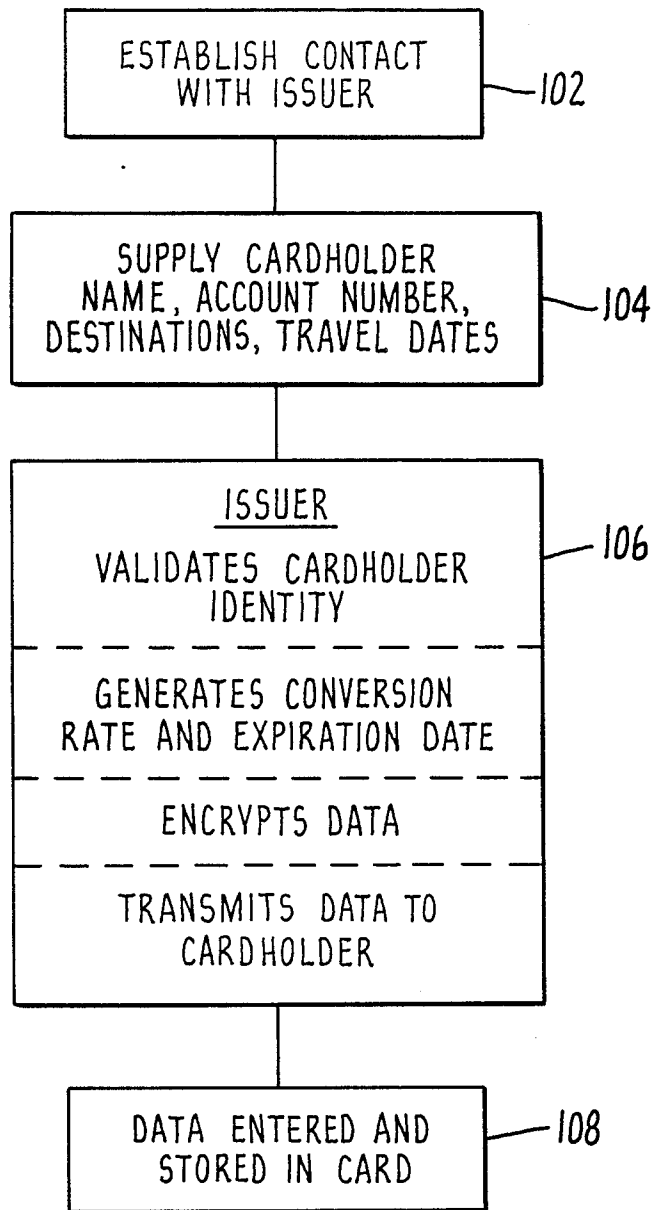 ESTABLISH CONTACT
WITH ISSUER
102
SUPPLY CARDHOLDER
NAME, ACCOUNT NUMBER,
DESTINATIONS, TRAVEL DATES
104
ISSUER
VALIDATES CARDHOLDER
IDENTITY
106
GENERATES CONVERSION
RATE AND EXPIRATION DATE
ENCRYPTS DATA
TRANSMITS DATA TO
CARDHOLDER
DATA ENTERED AND
STORED IN CARD
108